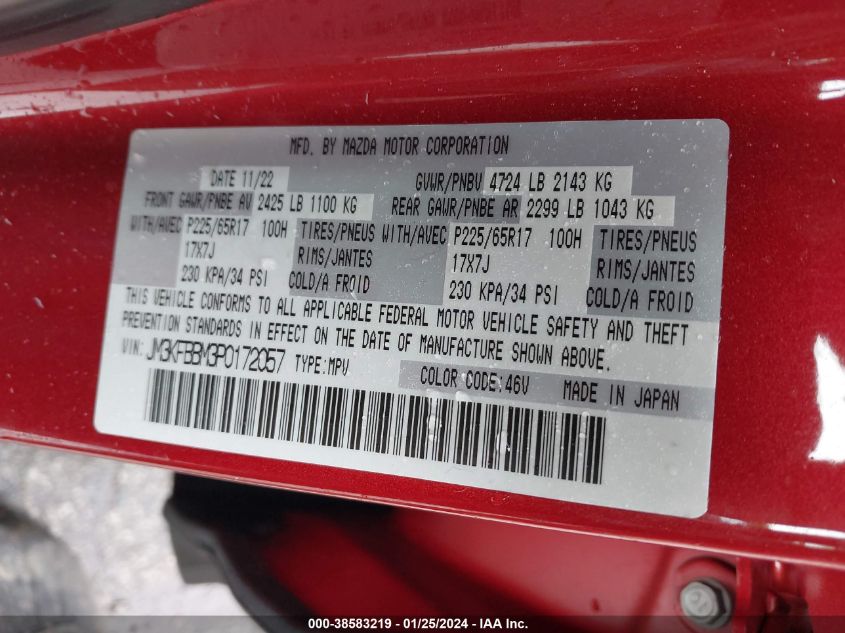 MFD. BY MAZDA MOTOR CORPORATION
DATE 11/22 GVWR/PNBV 4724 LB 2143 KG
FRONT GAWR/PNBE AV 2425 LB 1100 KG REAR GAWR/PNBE AR 2299 LB 1043 KG
WITH/AVEC P225/65R17 100H TIRES/PNEUS WITH/AVEC P225/65R17 100H TIRES/PNEUS
17X7J RIMS/JANTES 17X7J RIMS/JANTES
230 KPA/34 PSI COLD/A FROID 230 KPA/34 PSI COLD/A FROID
THIS VEHICLE CONFORMS TO ALL APPLICABLE FEDERAL MOTOR VEHICLE SAFETY AND THEFT
PREVENTION STANDARDS IN EFFECT ON THE DATE OF MANUFACTURE SHOWN ABOVE.
VIN: JM3KFBBM3P0172057 TYPE:MPV
COLOR CODE:46V MADE IN JAPAN
000-38583219 - 01/25/2024 - IAA Inc.